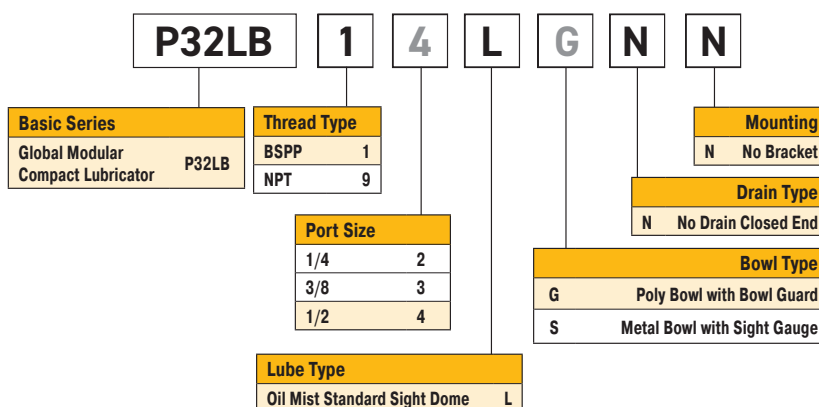 P32LB 1 4 L G N N
Basic Series
Global Modular
Compact Lubricator P32LB
Thread Type
BSPP 1
NPT 9
Mounting
N No Bracket
Drain Type
N No Drain Closed End
Port Size
1/4 2
3/8 3
1/2 4
Bowl Type
G Poly Bowl with Bowl Guard
S Metal Bowl with Sight Gauge
Lube Type
Oil Mist Standard Sight Dome L